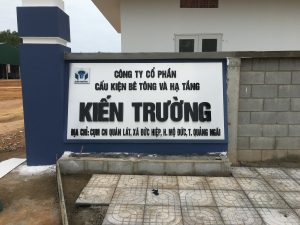 CÔNG TY CỔ PHẦN
CẤU KIỆN BÊ TÔNG VÀ HẠ TẦNG
KIẾN TRƯỜNG
ĐỊA CHỈ: CỤM CN QUÁN LÁT, XÃ ĐỨC HIỆP, H. MỘ ĐỨC, T. QUẢNG NGÃI